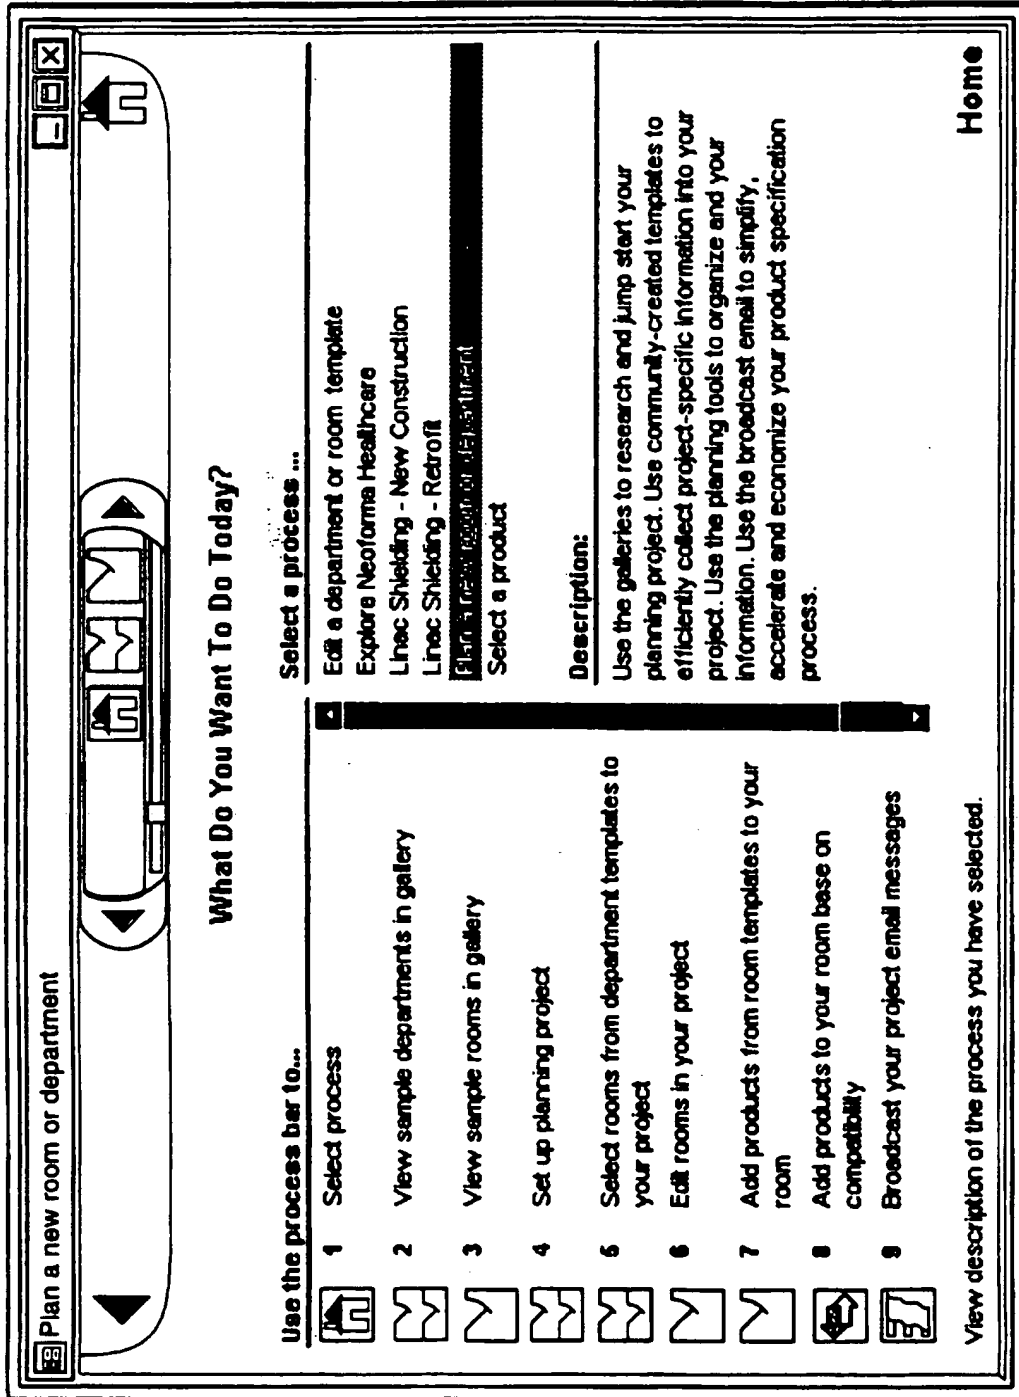 Plan a new room or department
What Do You Want To Do Today?
Use the process bar to...
1 Select process
2 View sample departments in gallery
3 View sample rooms in gallery
4 Set up planning project
5 Select rooms from department templates to
your project
6 Edit rooms in your project
7 Add products from room templates to your
room
8 Add products to your room base on
compatibility
9 Broadcast your project email messages
Select a process ...
Edit a department or room template
Explore Neoforma Healthcare
Linac Shielding - New Construction
Linac Shielding - Retrofit
Plan a new room or department
Select a product
Description:
Use the galleries to research and jump start your
planning project. Use community-created templates to
efficiently collect project-specific information into your
project. Use the planning tools to organize and your
information. Use the broadcast email to simplify,
accelerate and economize your product specification
process.
View description of the process you have selected.
Home